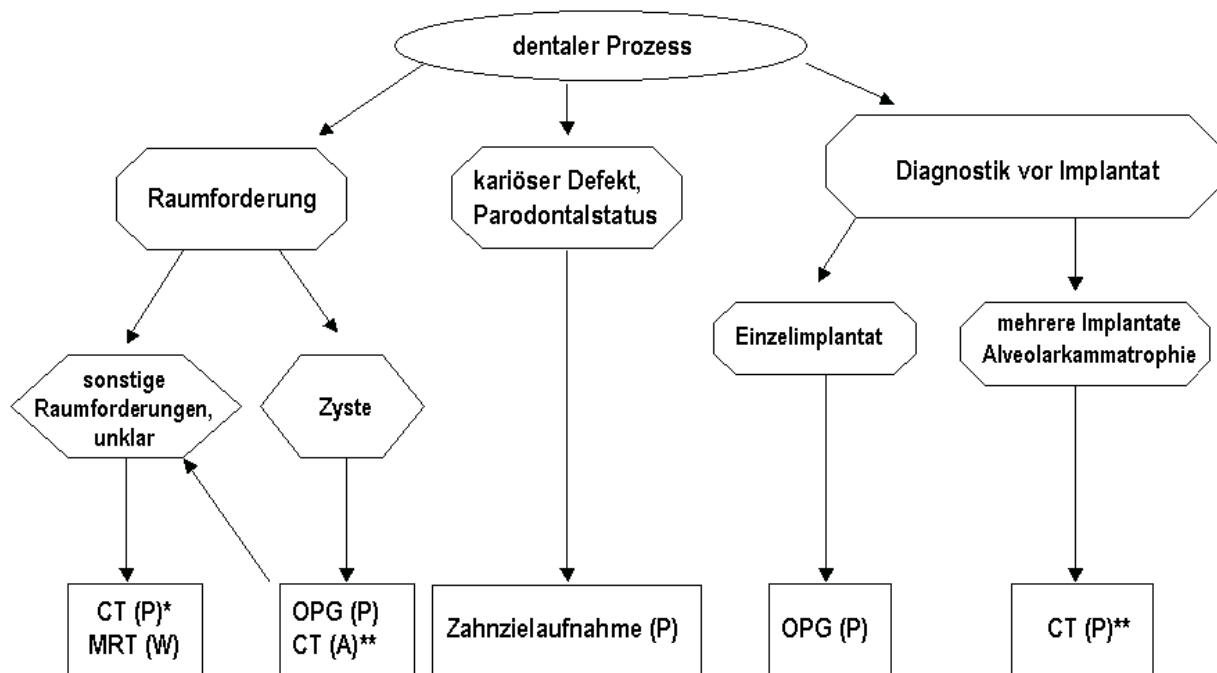 dentaler Prozess
Raumforderung
kariöser Defekt,
Parodontalstatus
Diagnostik vor Implantat
sonstige
Raumforderungen,
unklar
Zyste
Einzelimplantat
mehrere Implantate
Alveolarkammatrophie
CT (P)*
MRT (W)
OPG (P)
CT (A)**
Zahnzielaufnahme (P)
OPG (P)
CT (P)**